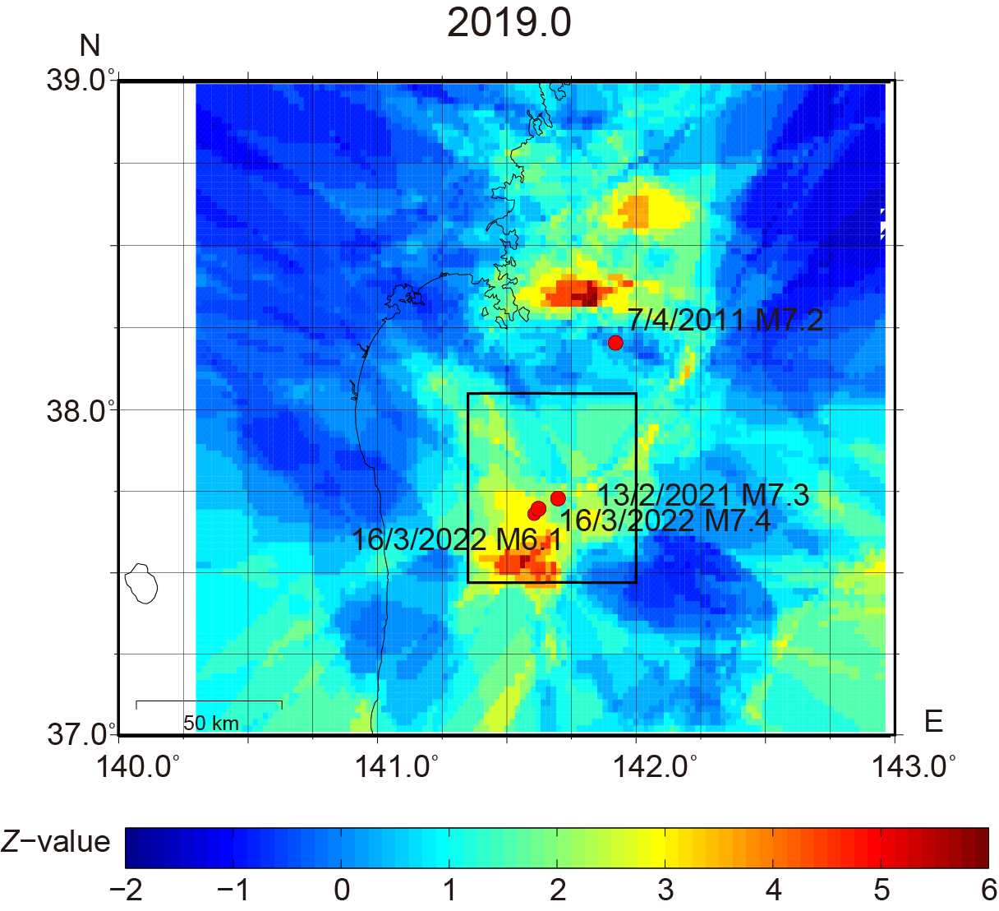 2019.0
N
39.0°
7/4/2011 M7.2
38.0°
13/2/2021 M7.3
16/3/2022 M7.4
16/3/2022 M6.1
50 km
37.0°
E
140.0° 141.0° 142.0° 143.0°
Z−value
−2 −1 0 1 2 3 4 5 6